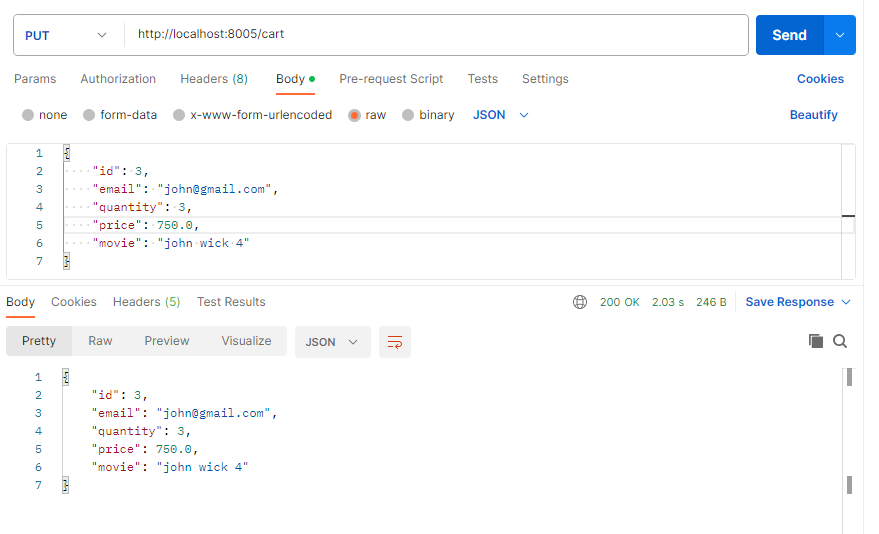 PUT http://localhost:8005/cart Send
Params Authorization Headers (8) Body Pre-request Script Tests Settings Cookies
none form-data x-www-form-urlencoded raw binary JSON Beautify
1 {
2 "id": 3,
3 "email": "john@gmail.com",
4 "quantity": 3,
5 "price": 750.0,
6 "movie": "john wick 4"
7 }
Body Cookies Headers (5) Test Results 200 OK 2.03 s 246 B Save Response
Pretty Raw Preview Visualize JSON
1 {
2 "id": 3,
3 "email": "john@gmail.com",
4 "quantity": 3,
5 "price": 750.0,
6 "movie": "john wick 4"
7 }